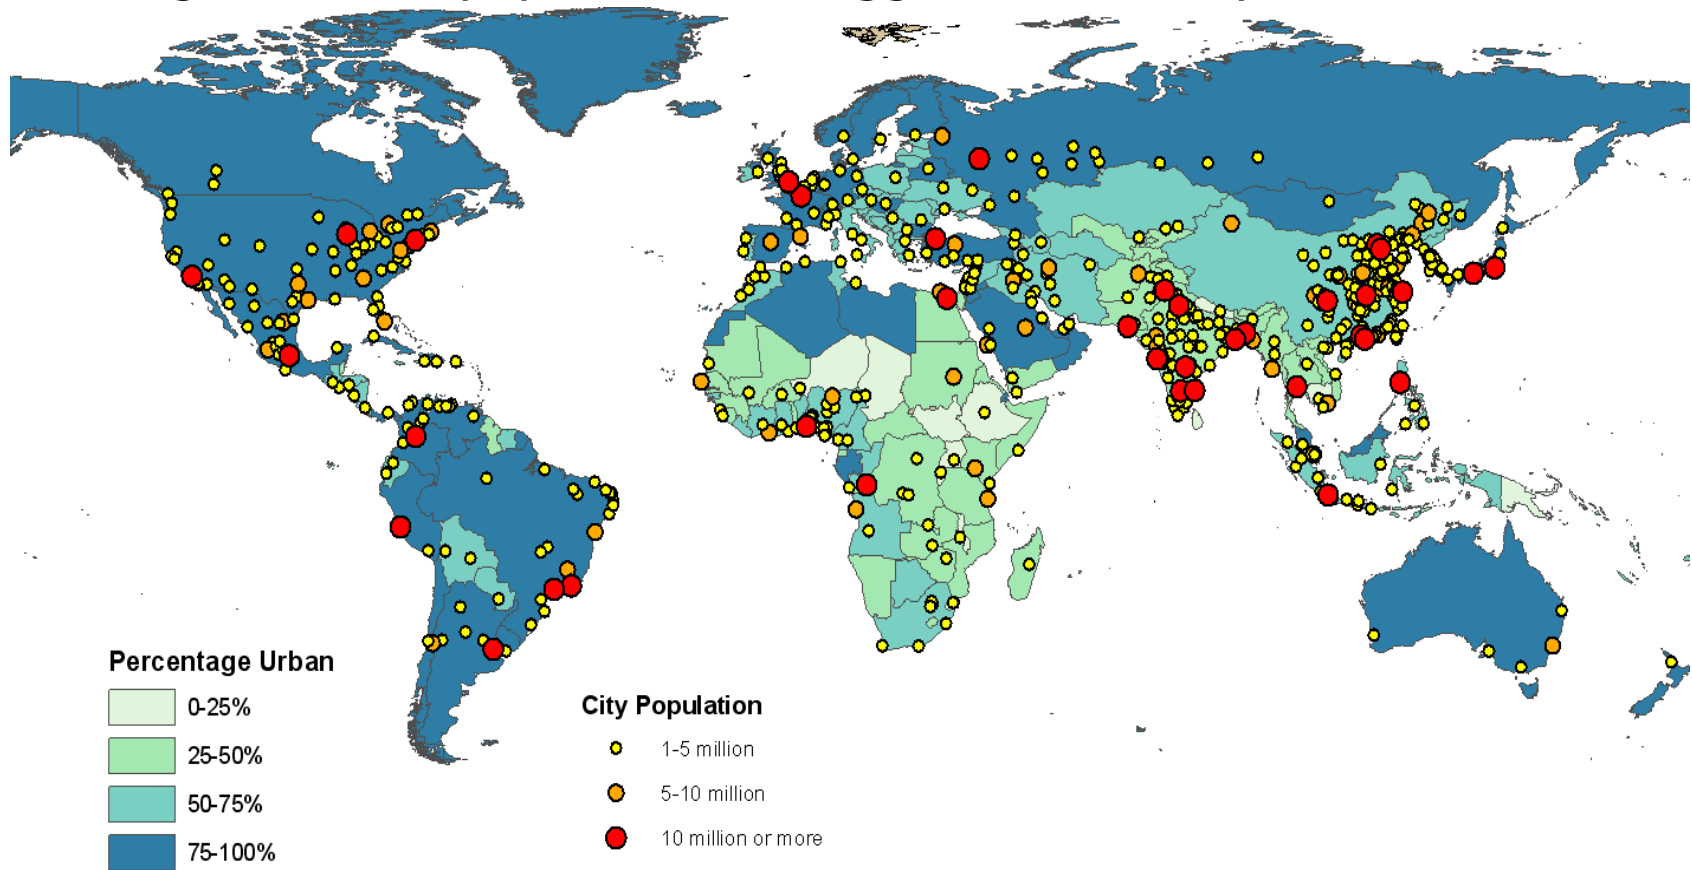 Percentage Urban
0-25%
25-50%
50-75%
75-100%
City Population
1-5 million
5-10 million
10 million or more